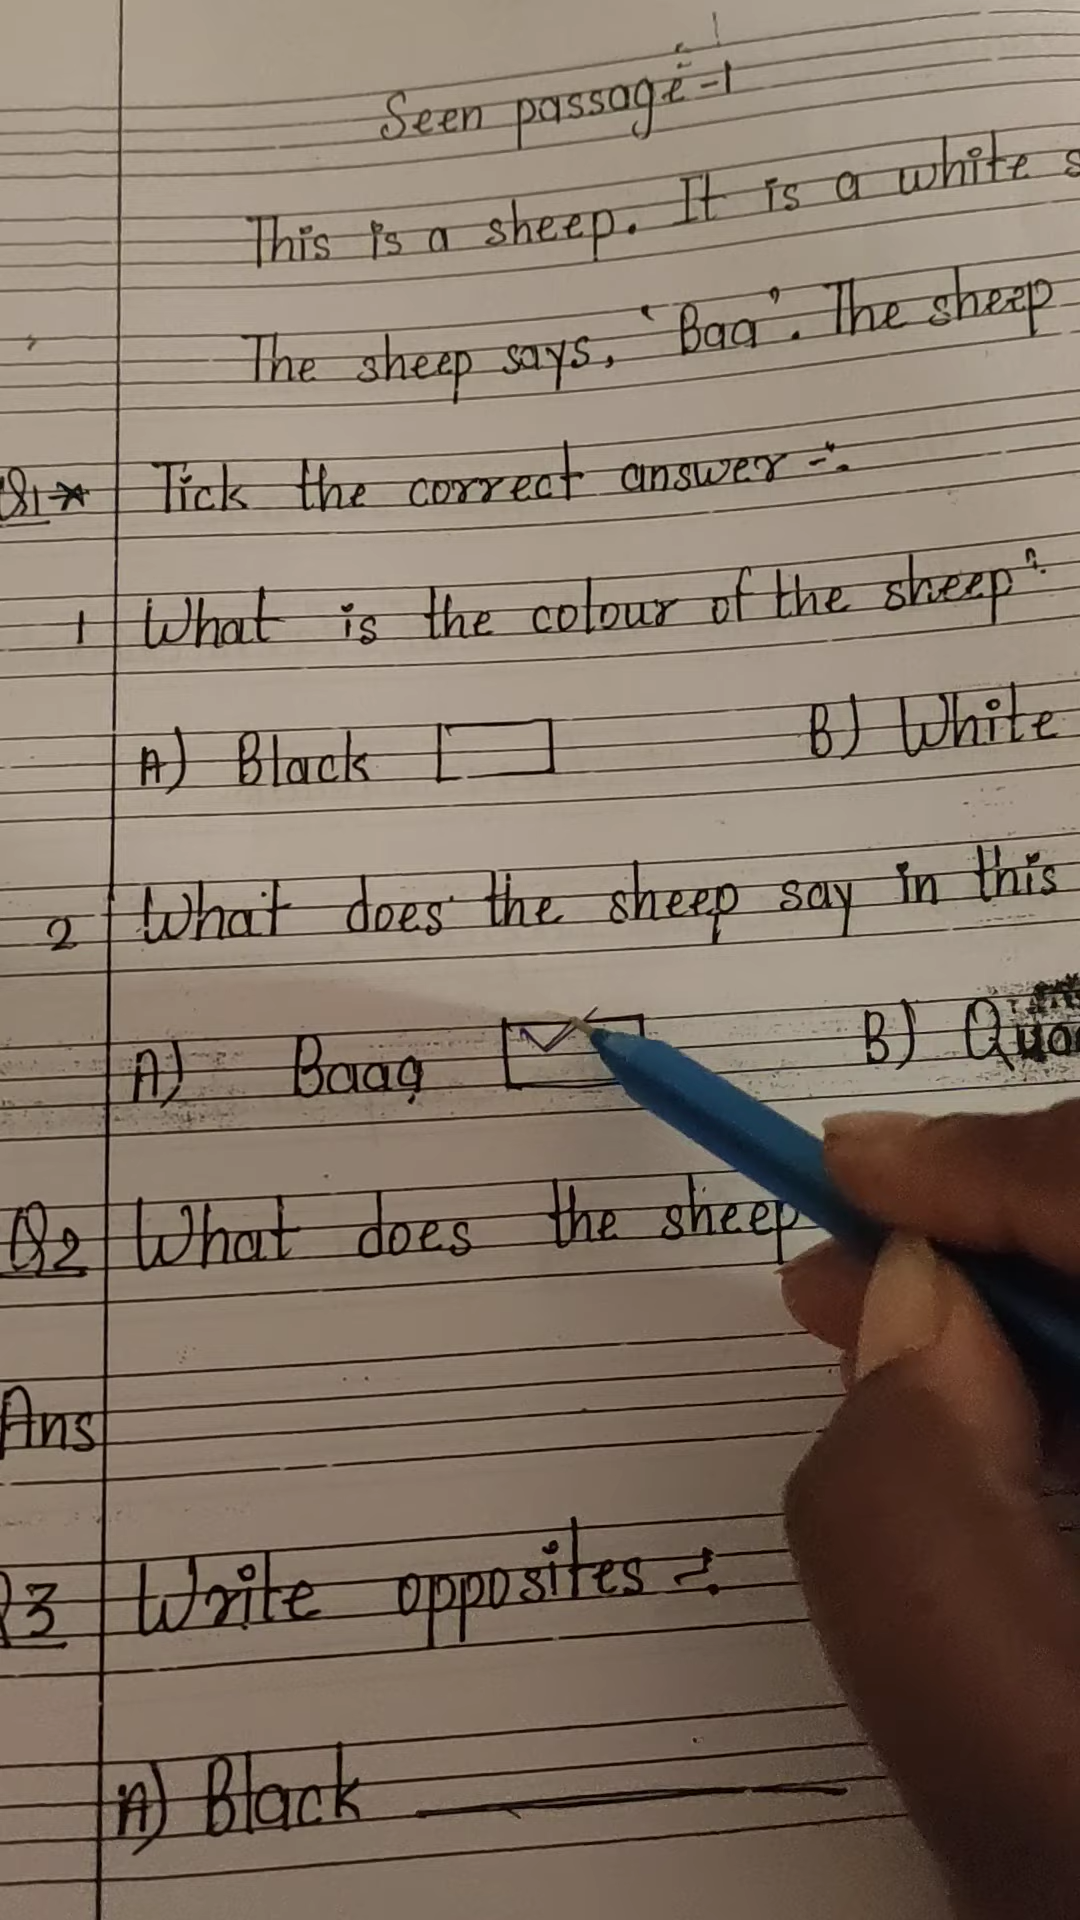 Seen passage-1
This is a sheep. It is a white
The sheep says, 'Baa'. The sheep
Q1 Tick the correct answer :-
1 What is the colour of the sheep?
A) Black B) White
2 What does the sheep say in this
A) Baaa B)
Q2 What does the sheep
Ans
Q3 Write opposites :-
A) Black